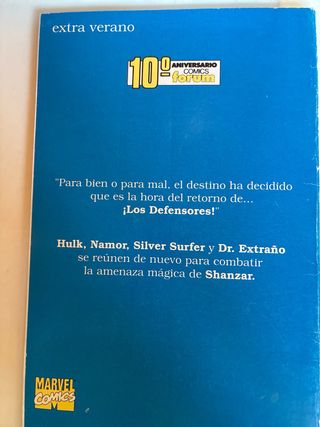 extra verano
10º ANIVERSARIO
COMICS
forum
"Para bien o para mal, el destino ha decidido
que es la hora del retorno de...
¡Los Defensores!"
Hulk, Namor, Silver Surfer y Dr. Extraño
se reúnen de nuevo para combatir
la amenaza mágica de Shanzar.
MARVEL
COMICS
M